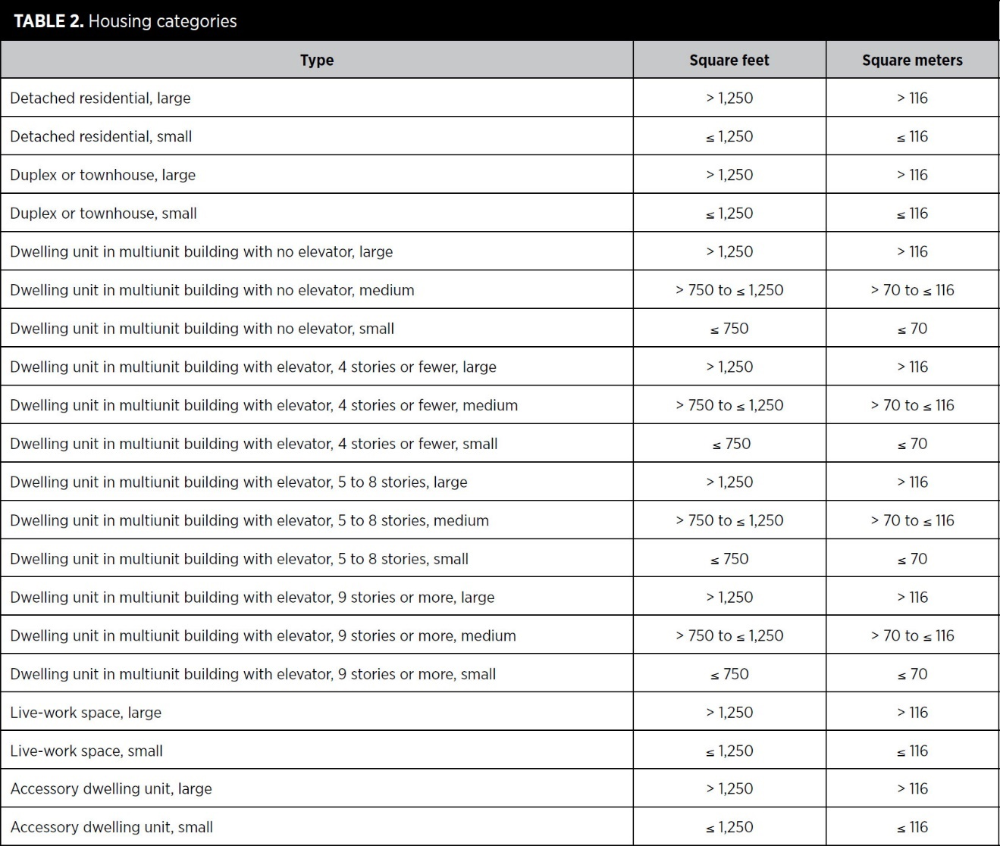 TABLE 2. Housing categories
Type Square feet Square meters
Detached residential, large > 1,250 > 116
Detached residential, small ≤ 1,250 ≤ 116
Duplex or townhouse, large > 1,250 > 116
Duplex or townhouse, small ≤ 1,250 ≤ 116
Dwelling unit in multiunit building with no elevator, large > 1,250 > 116
Dwelling unit in multiunit building with no elevator, medium > 750 to ≤ 1,250 > 70 to ≤ 116
Dwelling unit in multiunit building with no elevator, small ≤ 750 ≤ 70
Dwelling unit in multiunit building with elevator, 4 stories or fewer, large > 1,250 > 116
Dwelling unit in multiunit building with elevator, 4 stories or fewer, medium > 750 to ≤ 1,250 > 70 to ≤ 116
Dwelling unit in multiunit building with elevator, 4 stories or fewer, small ≤ 750 ≤ 70
Dwelling unit in multiunit building with elevator, 5 to 8 stories, large > 1,250 > 116
Dwelling unit in multiunit building with elevator, 5 to 8 stories, medium > 750 to ≤ 1,250 > 70 to ≤ 116
Dwelling unit in multiunit building with elevator, 5 to 8 stories, small ≤ 750 ≤ 70
Dwelling unit in multiunit building with elevator, 9 stories or more, large > 1,250 > 116
Dwelling unit in multiunit building with elevator, 9 stories or more, medium > 750 to ≤ 1,250 > 70 to ≤ 116
Dwelling unit in multiunit building with elevator, 9 stories or more, small ≤ 750 ≤ 70
Live-work space, large > 1,250 > 116
Live-work space, small ≤ 1,250 ≤ 116
Accessory dwelling unit, large > 1,250 > 116
Accessory dwelling unit, small ≤ 1,250 ≤ 116